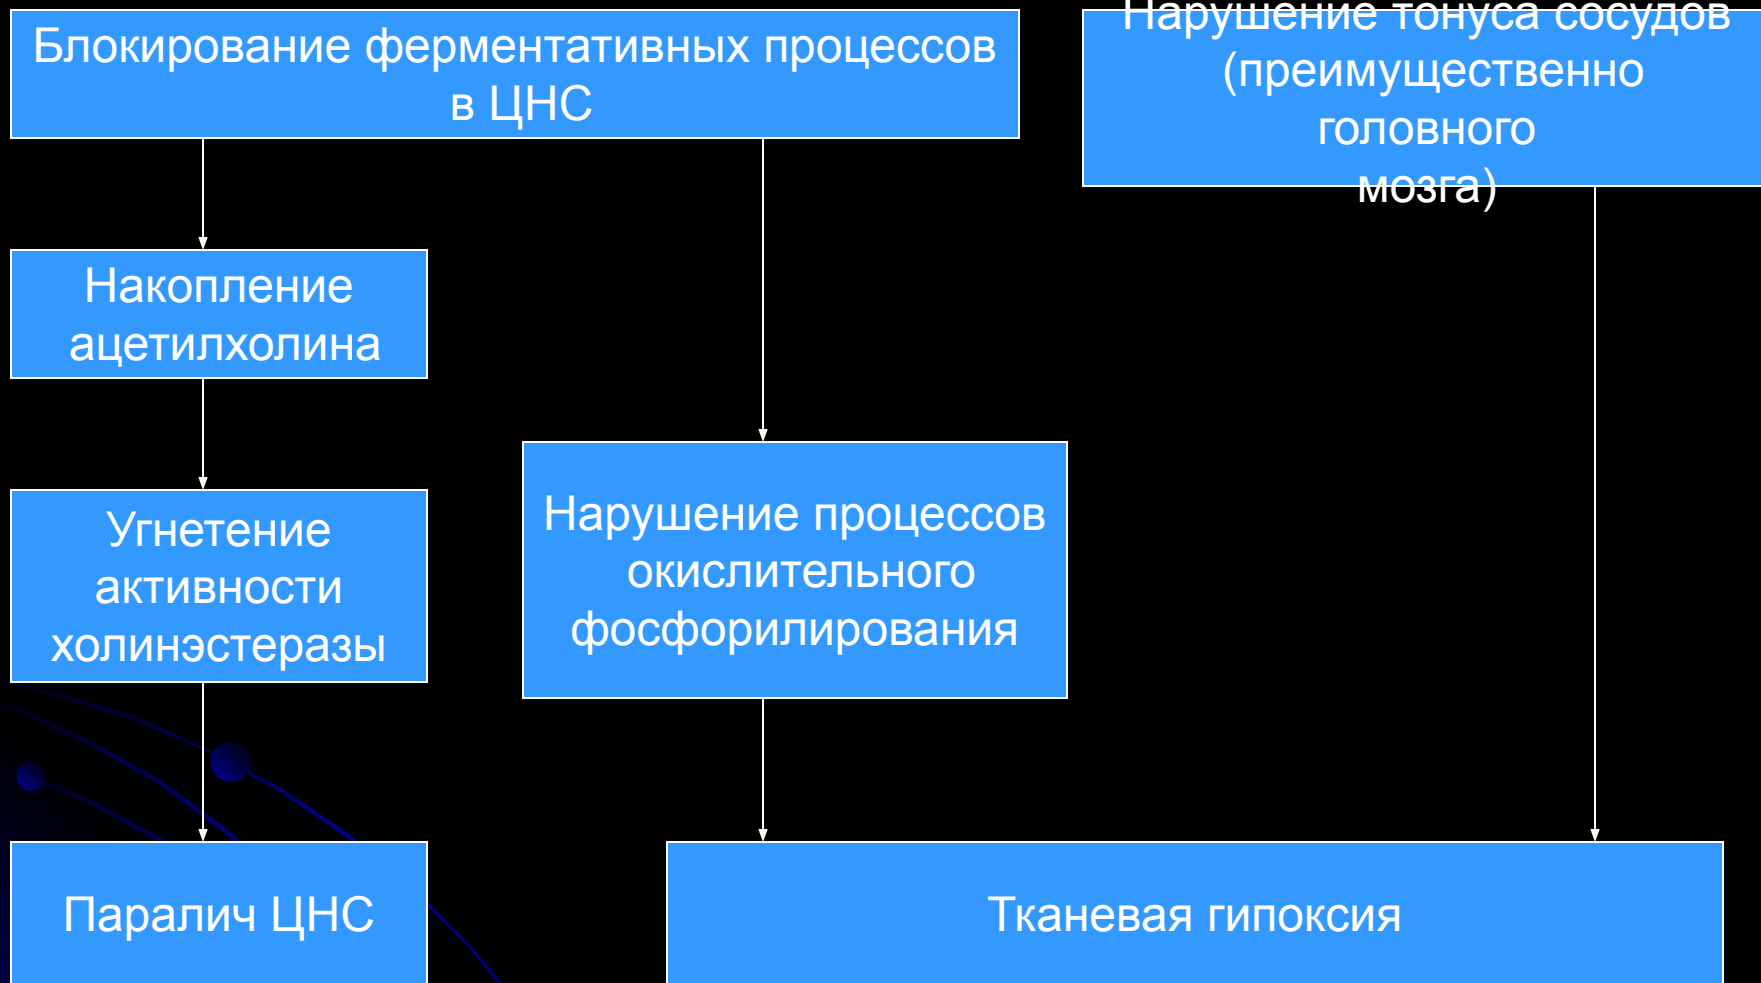 Блокирование ферментативных процессов
в ЦНС
Нарушение тонуса сосудов
(преимущественно
головного
мозга)
Накопление
ацетилхолина
Угнетение
активности
холинэстеразы
Нарушение процессов
окислительного
фосфорилирования
Паралич ЦНС
Тканевая гипоксия